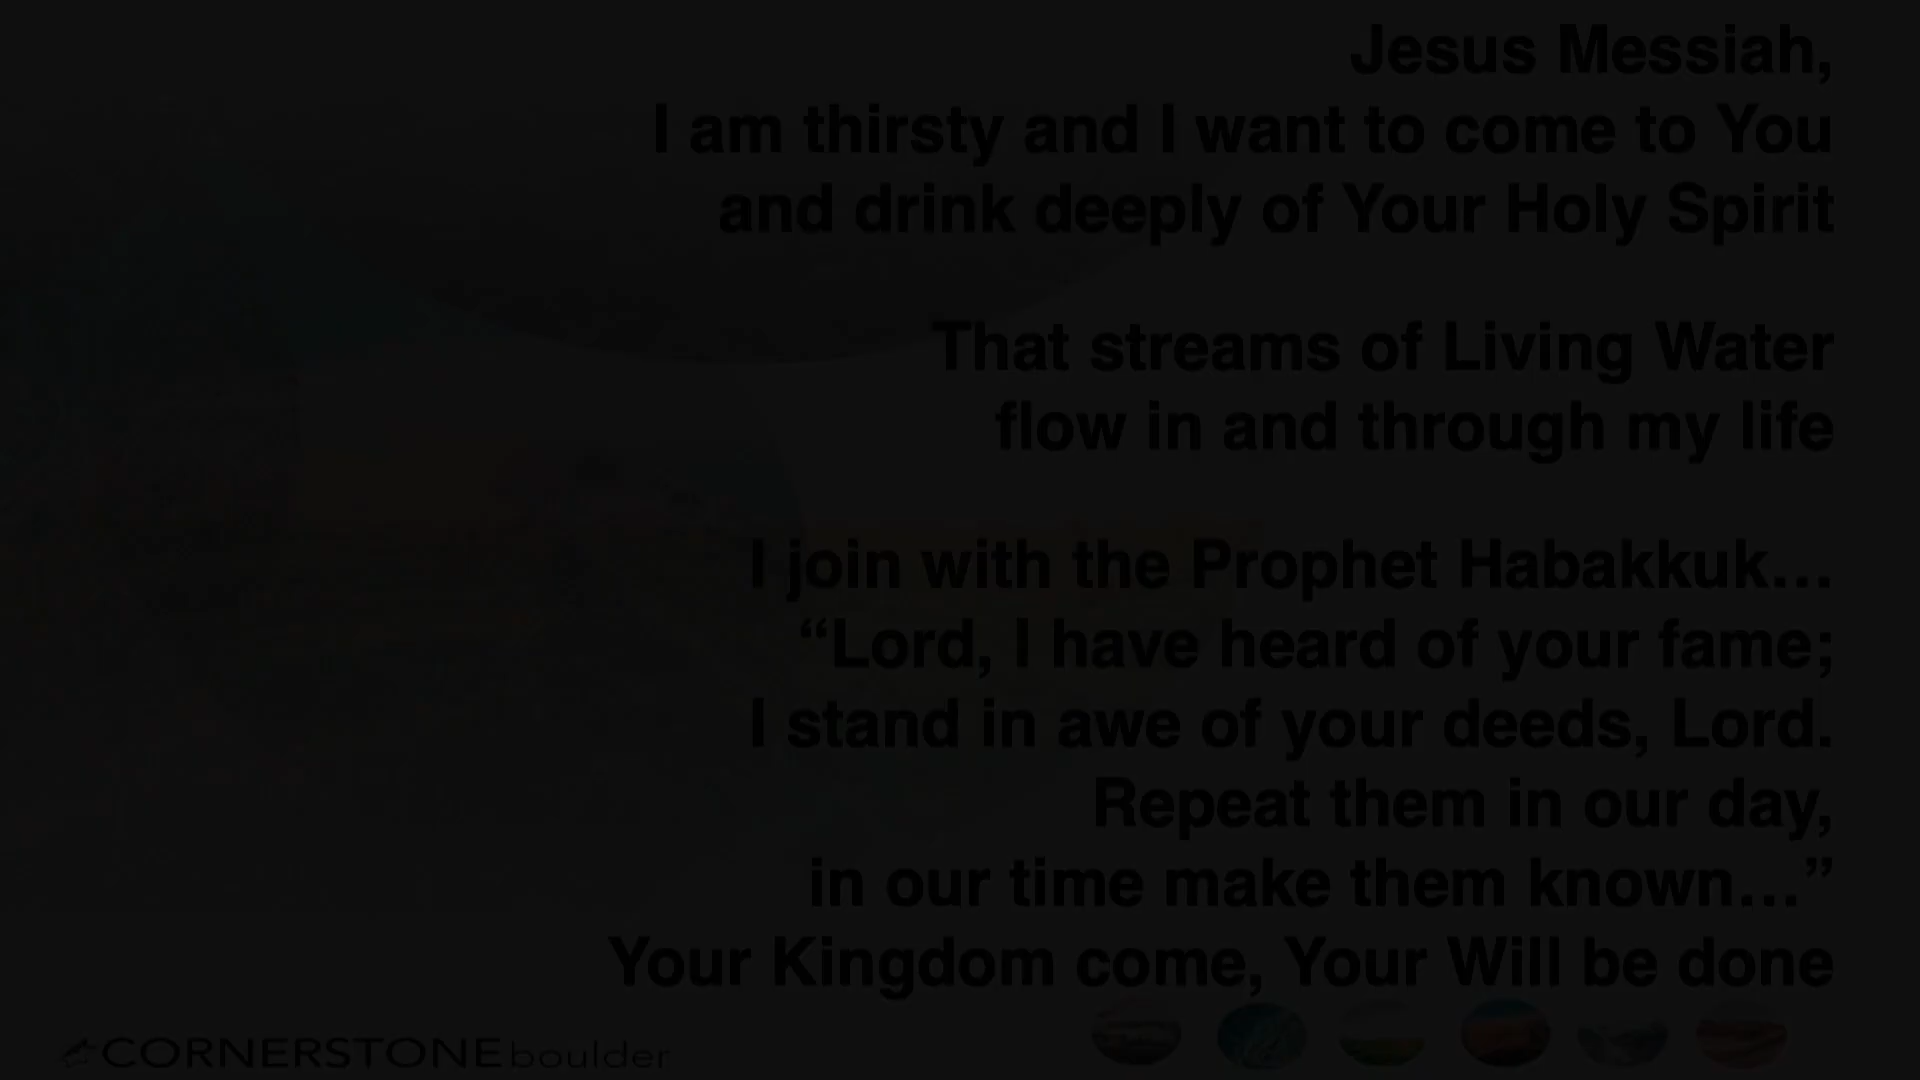 Jesus Messiah,
I am thirsty and I want to come to You
and drink deeply of Your Holy Spirit
That streams of Living Water
flow in and through my life
I join with the Prophet Habakkuk…
“Lord, I have heard of your fame;
I stand in awe of your deeds, Lord.
Repeat them in our day,
in our time make them known…”
Your Kingdom come, Your Will be done
CORNERSTONE boulder